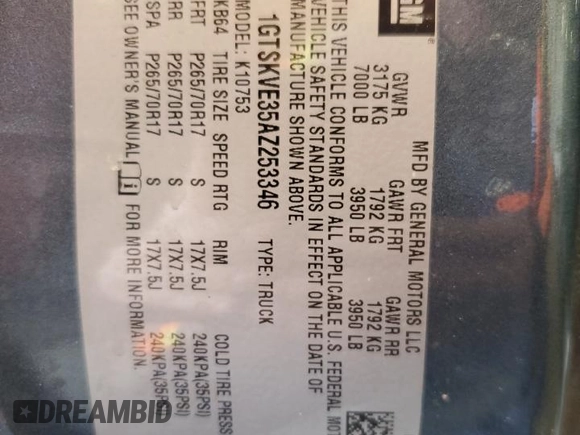 GM
MFD BY GENERAL MOTORS LLC
GVWR GAWR FRT GAWR RR
3175 KG 1792 KG 1792 KG
7000 LB 3950 LB 3950 LB
THIS VEHICLE CONFORMS TO ALL APPLICABLE U.S. FEDERAL
VEHICLE SAFETY STANDARDS IN EFFECT ON THE DATE OF
MANUFACTURE SHOWN ABOVE.
1GTSKVE35AZ253346 TYPE: TRUCK
MODEL: K10753
KB64 TIRE SIZE SPEED RTG RIM COLD TIRE PRESS
FRT P265/70R17 S 17X7.5J 240KPA(35PSI)
RR P265/70R17 S 17X7.5J 240KPA(35PSI)
SPA P265/70R17 S 17X7.5J 240KPA(35PSI)
SEE OWNER'S MANUAL FOR MORE INFORMATION.
DREAMBID